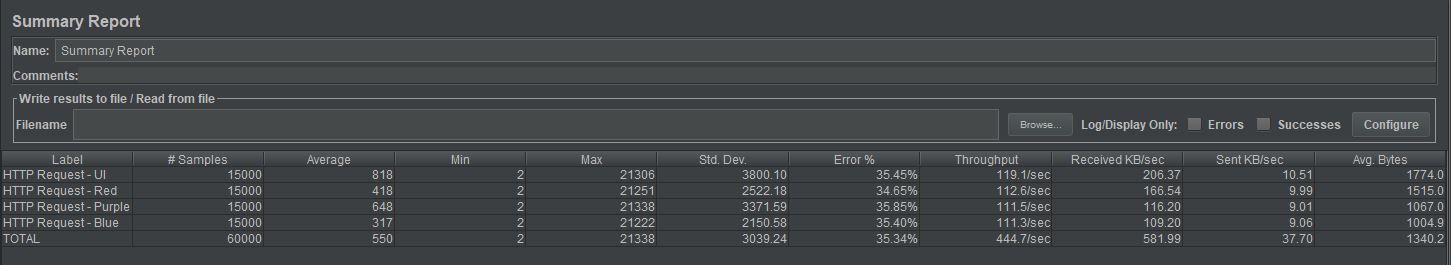 Summary Report
Name: Summary Report
Comments:
Write results to file / Read from file
Filename Browse... Log/Display Only: Errors Successes Configure
Label # Samples Average Min Max Std. Dev. Error % Throughput Received KB/sec Sent KB/sec Avg. Bytes
HTTP Request - UI 15000 818 2 21306 3800.10 35.45% 119.1/sec 206.37 10.51 1774.0
HTTP Request - Red 15000 418 2 21251 2522.18 34.65% 112.6/sec 166.54 9.99 1515.0
HTTP Request - Purple 15000 648 2 21338 3371.59 35.85% 111.5/sec 116.20 9.01 1067.0
HTTP Request - Blue 15000 317 2 21222 2150.58 35.40% 111.3/sec 109.20 9.06 1004.9
TOTAL 60000 550 2 21338 3039.24 35.34% 444.7/sec 581.99 37.70 1340.2